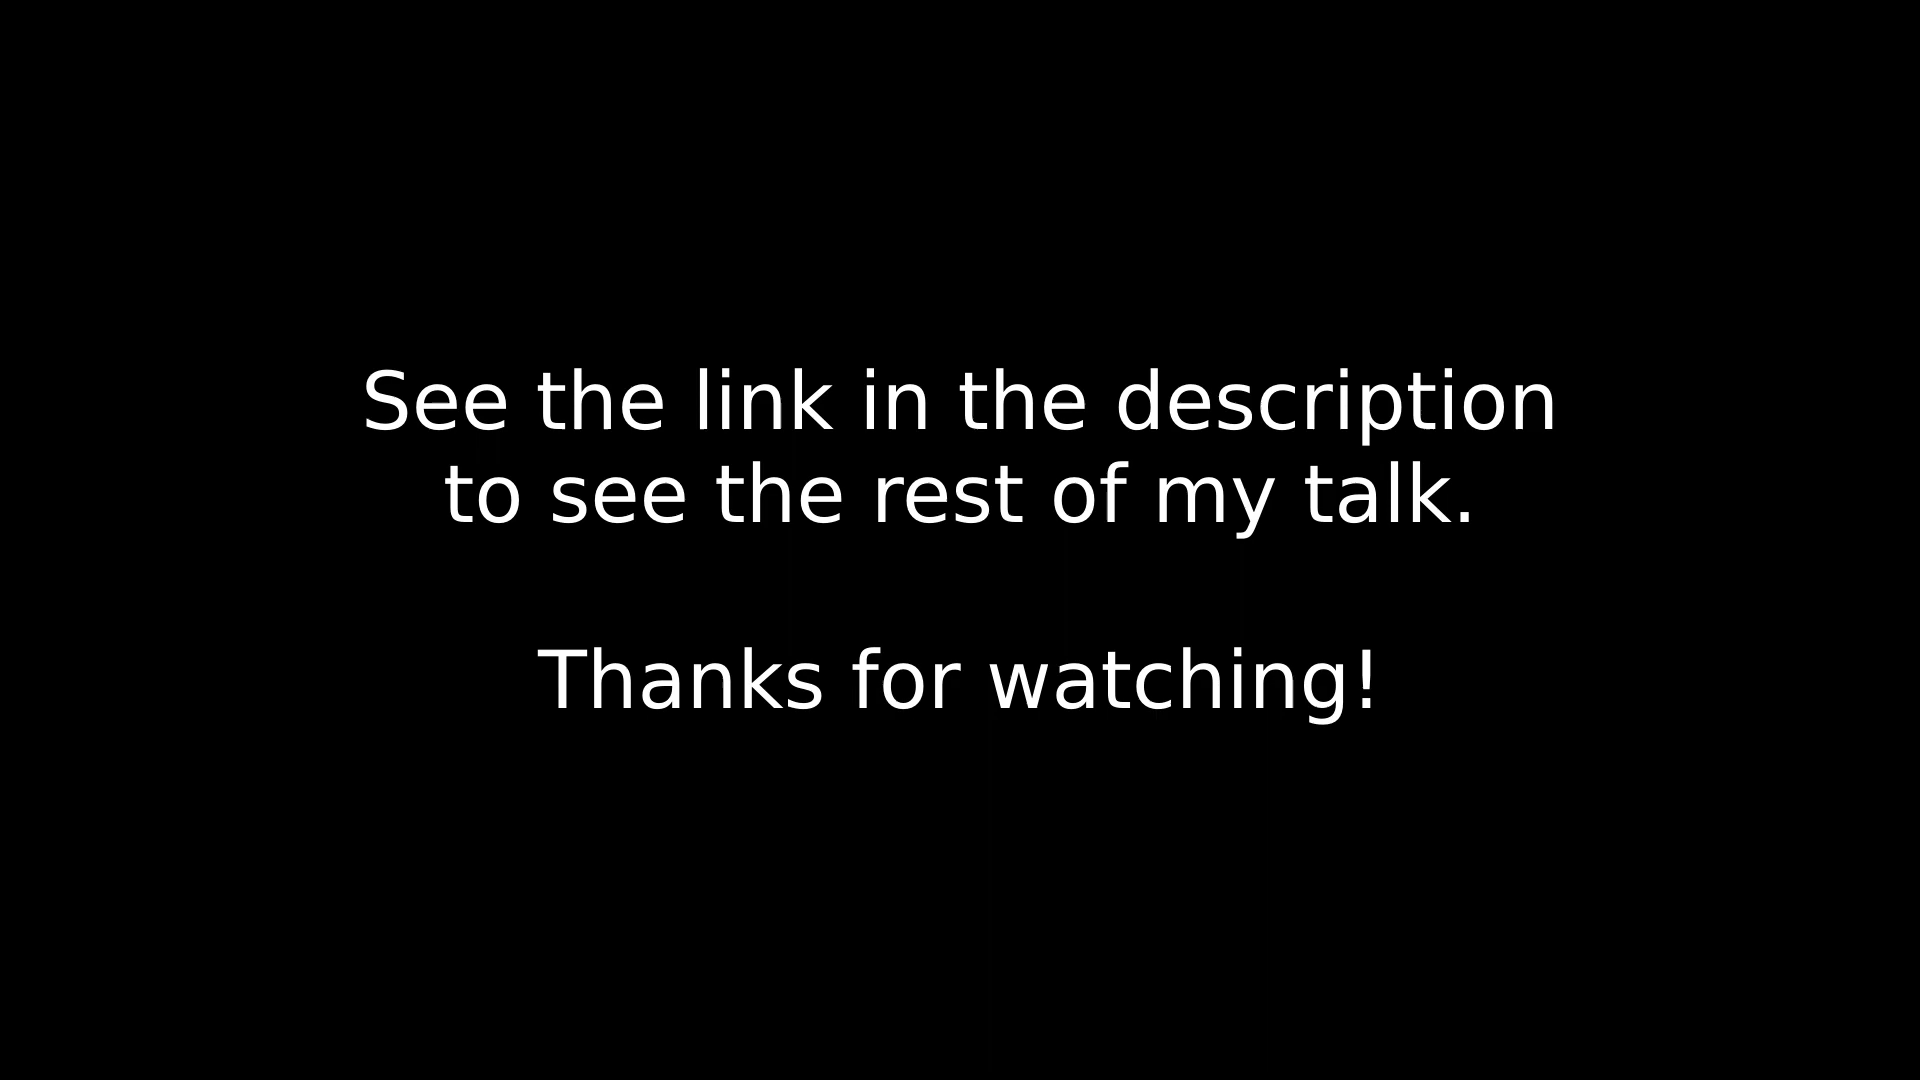 See the link in the description
to see the rest of my talk.
Thanks for watching!